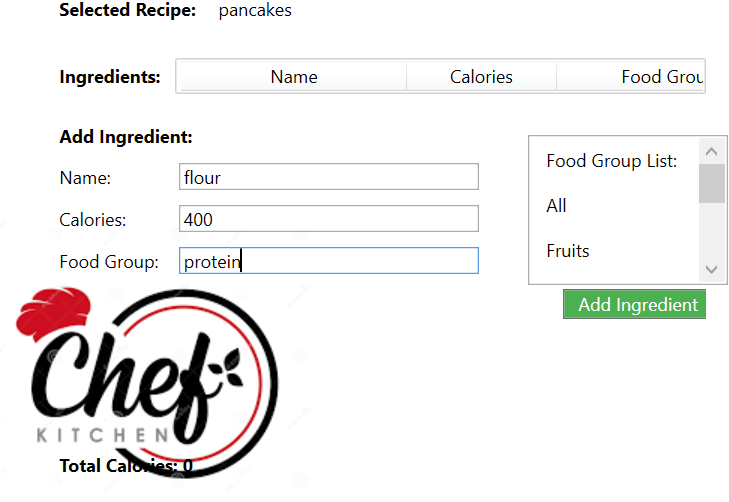 Selected Recipe: pancakes
Ingredients: Name Calories Food Grou
Add Ingredient:
Food Group List:
Name: flour
All
Calories: 400
Fruits
Food Group: protein
Add Ingredient
Chef
KITCHEN
Total Calories: 0